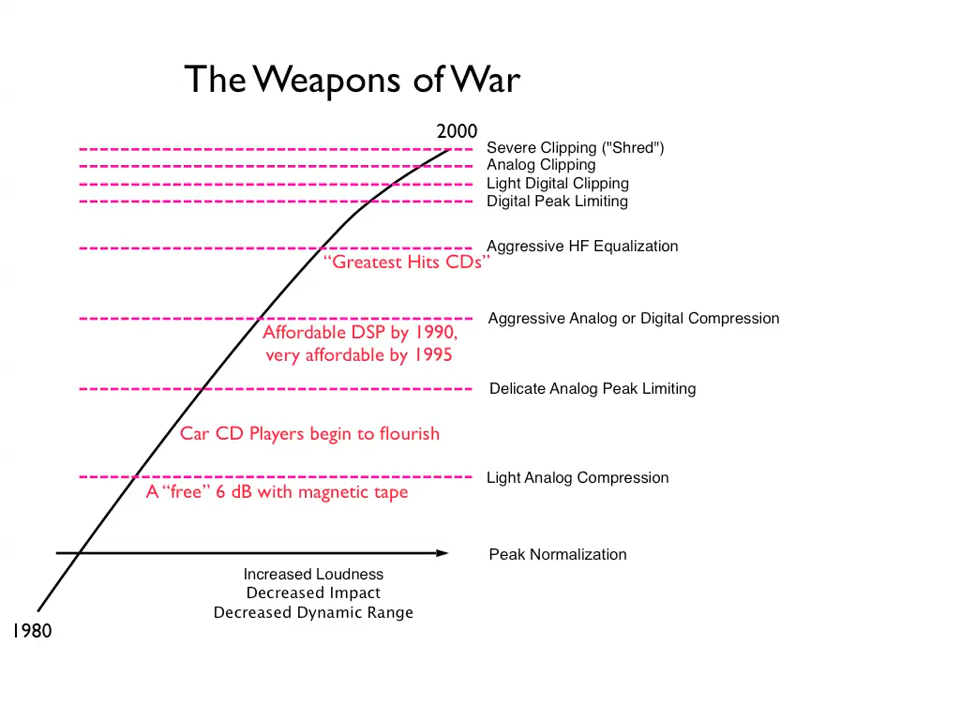 The Weapons of War
2000
Severe Clipping ("Shred")
Analog Clipping
Light Digital Clipping
Digital Peak Limiting
Aggressive HF Equalization
“Greatest Hits CDs”
Aggressive Analog or Digital Compression
Affordable DSP by 1990,
very affordable by 1995
Delicate Analog Peak Limiting
Car CD Players begin to flourish
Light Analog Compression
A “free” 6 dB with magnetic tape
Peak Normalization
Increased Loudness
Decreased Impact
Decreased Dynamic Range
1980